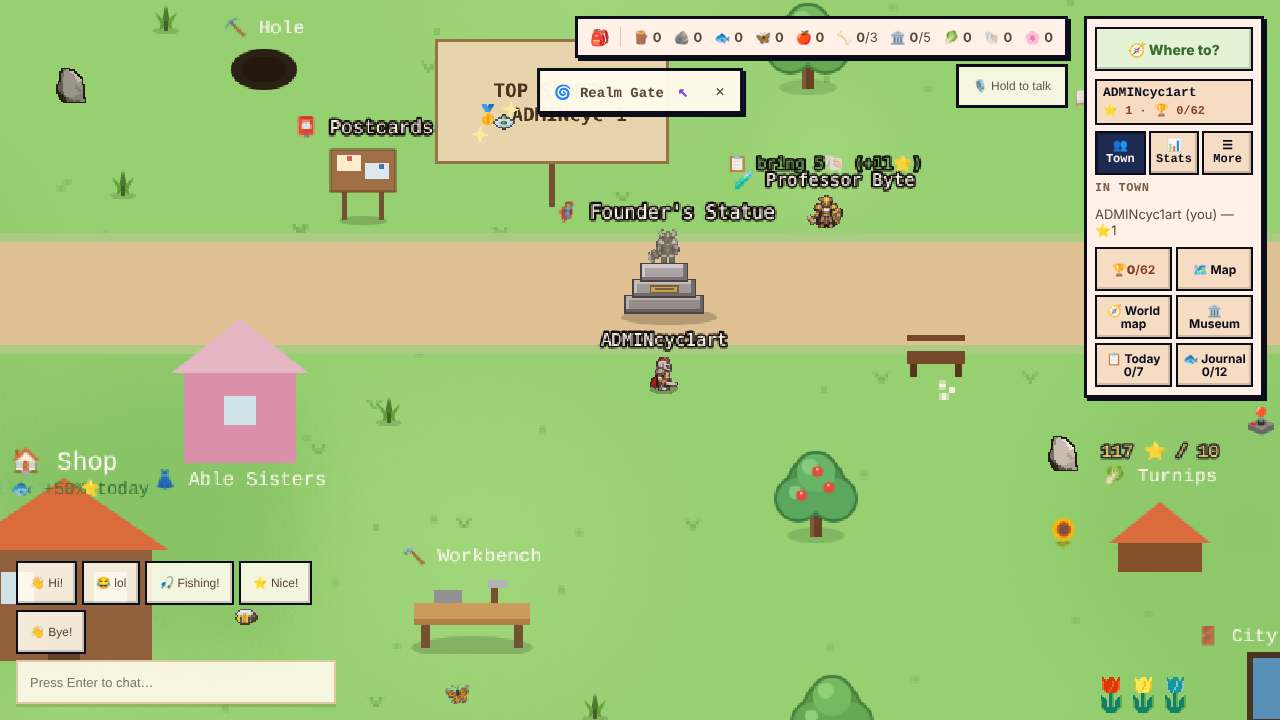 Hole
0 0 0 0 0 0/3 0/5 0 0 0
Where to?
TOP
Realm Gate ×
Hold to talk
ADMINcyc1art
1 · 0/62
Postcards
Town
Stats
More
bring 5 (+11)
Professor Byte
IN TOWN
Founder's Statue
ADMINcyc1art (you) —
1
0/62
Map
World map
Museum
Today 0/7
Journal 0/12
ADMINcyc1art
Shop
+50% today
Able Sisters
117 / 10
Turnips
Workbench
Hi!
lol
Fishing!
Nice!
Bye!
City
Press Enter to chat…